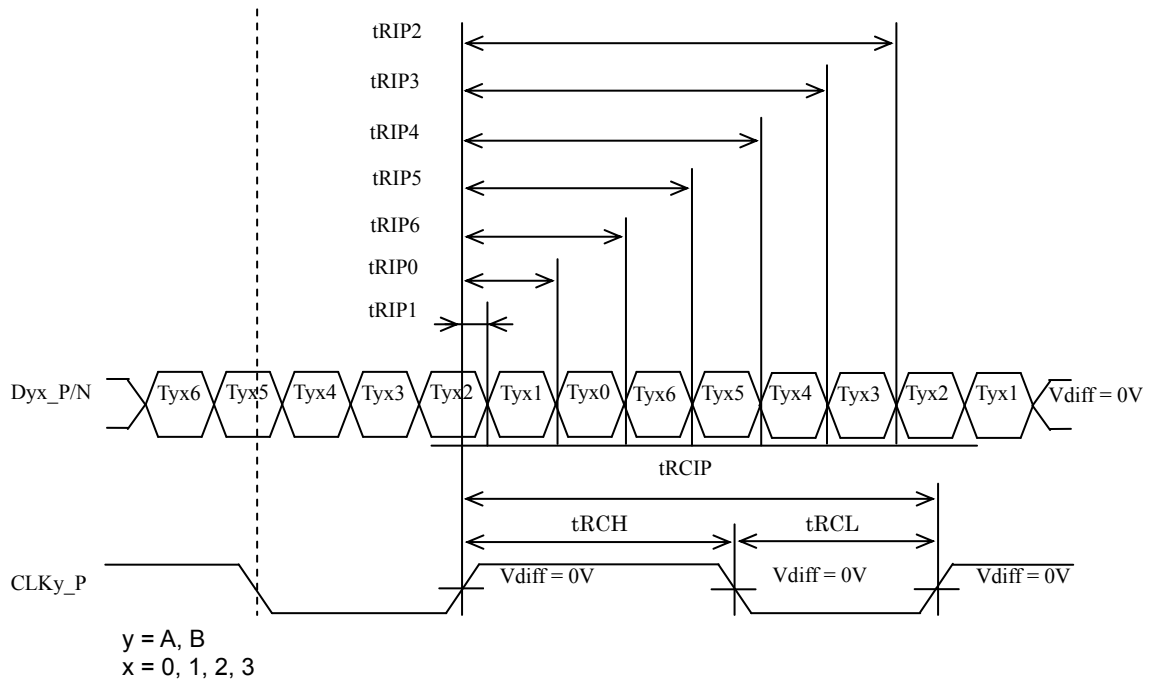 tRIP2
tRIP3
tRIP4
tRIP5
tRIP6
tRIP0
tRIP1
Dyx_P/N Tyx6 Tyx5 Tyx4 Tyx3 Tyx2 Tyx1 Tyx0 Tyx6 Tyx5 Tyx4 Tyx3 Tyx2 Tyx1 Vdiff = 0V
tRCIP
tRCH tRCL
CLKy_P Vdiff = 0V Vdiff = 0V Vdiff = 0V
y = A, B
x = 0, 1, 2, 3